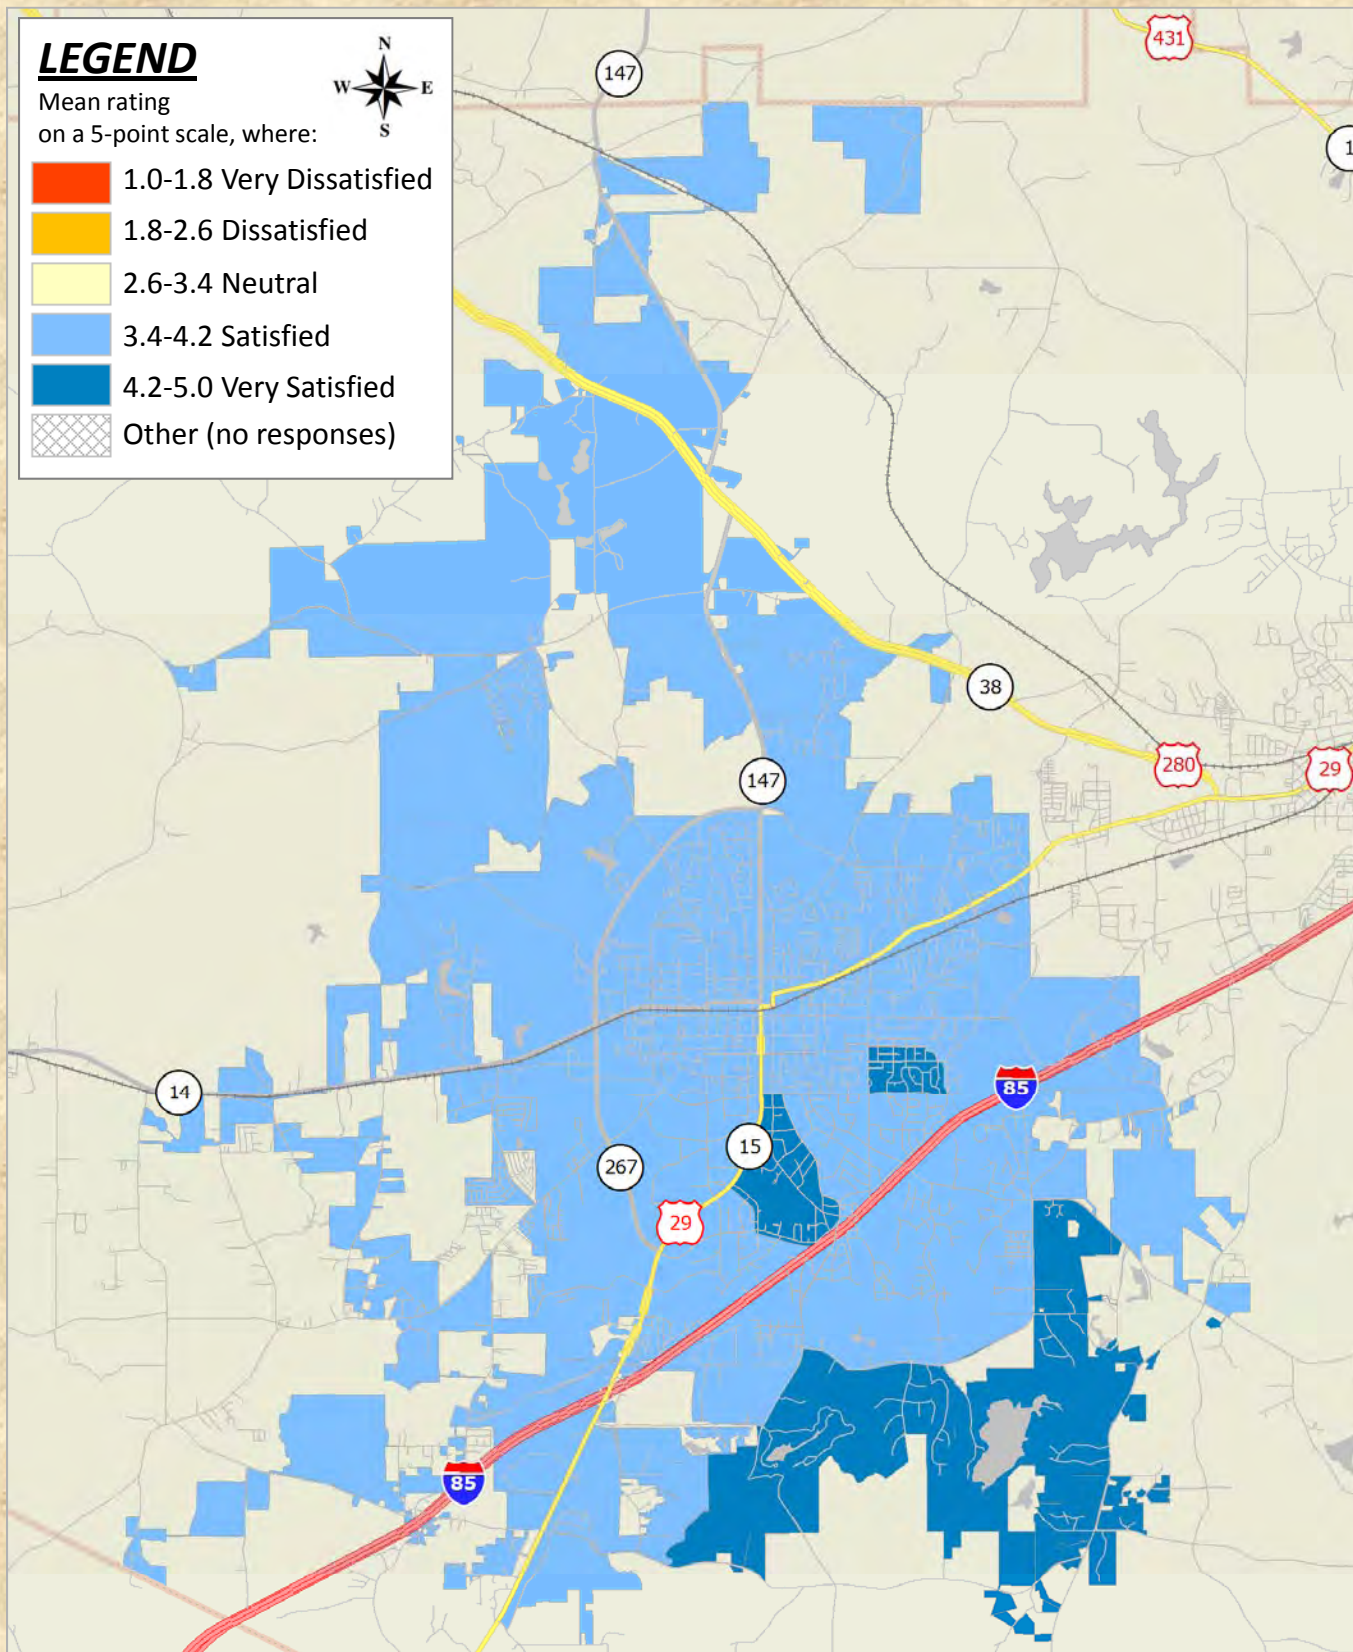 LEGEND
Mean rating
on a 5-point scale, where:
N
W
E
S
1.0-1.8 Very Dissatisfied
1.8-2.6 Dissatisfied
2.6-3.4 Neutral
3.4-4.2 Satisfied
4.2-5.0 Very Satisfied
Other (no responses)
147
431
1
38
280
29
147
14
85
15
267
29
85